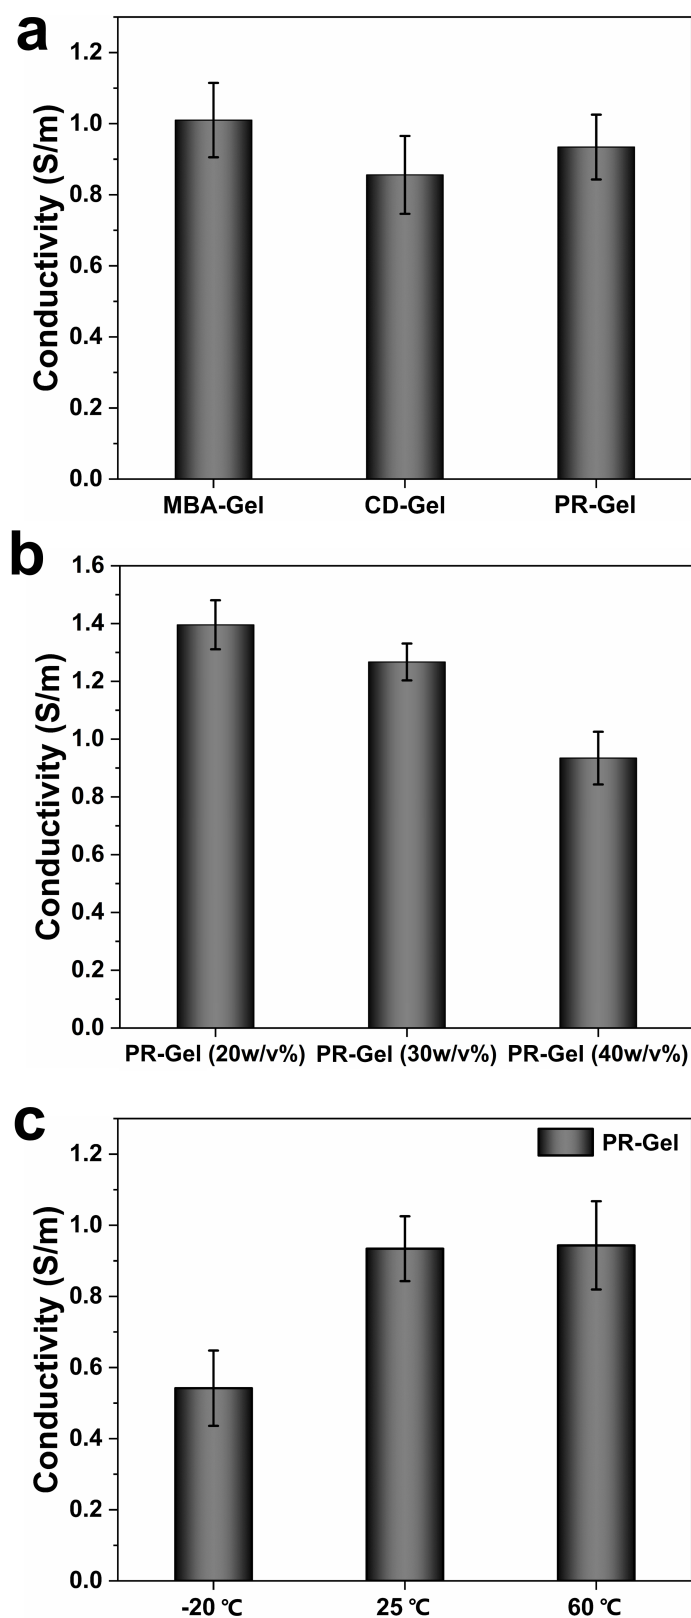 a
Conductivity (S/m)
1.2
1.0
0.8
0.6
0.4
0.2
0.0
MBA-Gel CD-Gel PR-Gel
b
Conductivity (S/m)
1.6
1.4
1.2
1.0
0.8
0.6
0.4
0.2
0.0
PR-Gel (20w/v%) PR-Gel (30w/v%) PR-Gel (40w/v%)
c
Conductivity (S/m)
PR-Gel
1.2
1.0
0.8
0.6
0.4
0.2
0.0
-20 ℃ 25 ℃ 60 ℃